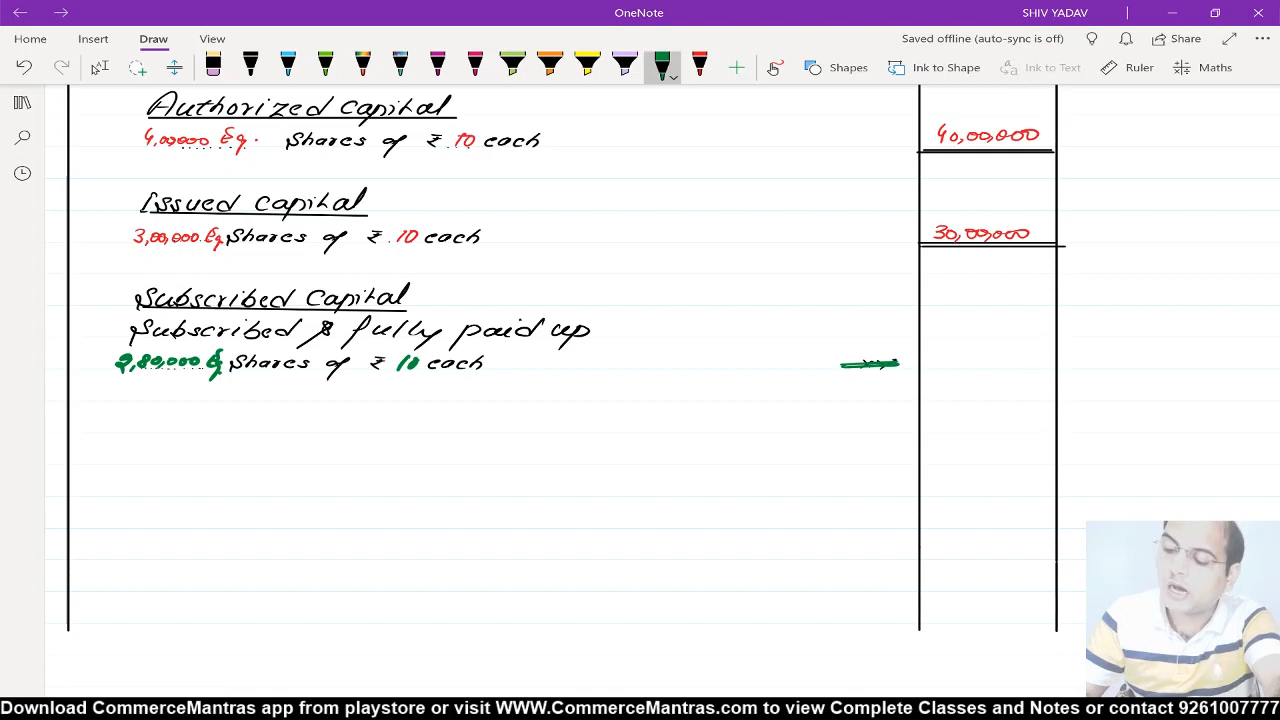 OneNote
SHIV YADAV
Home Insert Draw View
Saved offline (auto-sync is off)
Share
Shapes
Ink to Shape
Ink to Text
Ruler
Maths
Authorized Capital
4,00,000 Eq. Shares of ₹ 10 each 40,00,000
Issued Capital
3,00,000 Eq Shares of ₹ 10 each 30,00,000
Subscribed Capital
Subscribed & fully paid up
2,80,000 Eq Shares of ₹ 10 each
Download CommerceMantras app from playstore or visit WWW.CommerceMantras.com to view Complete Classes and Notes or contact 9261007777